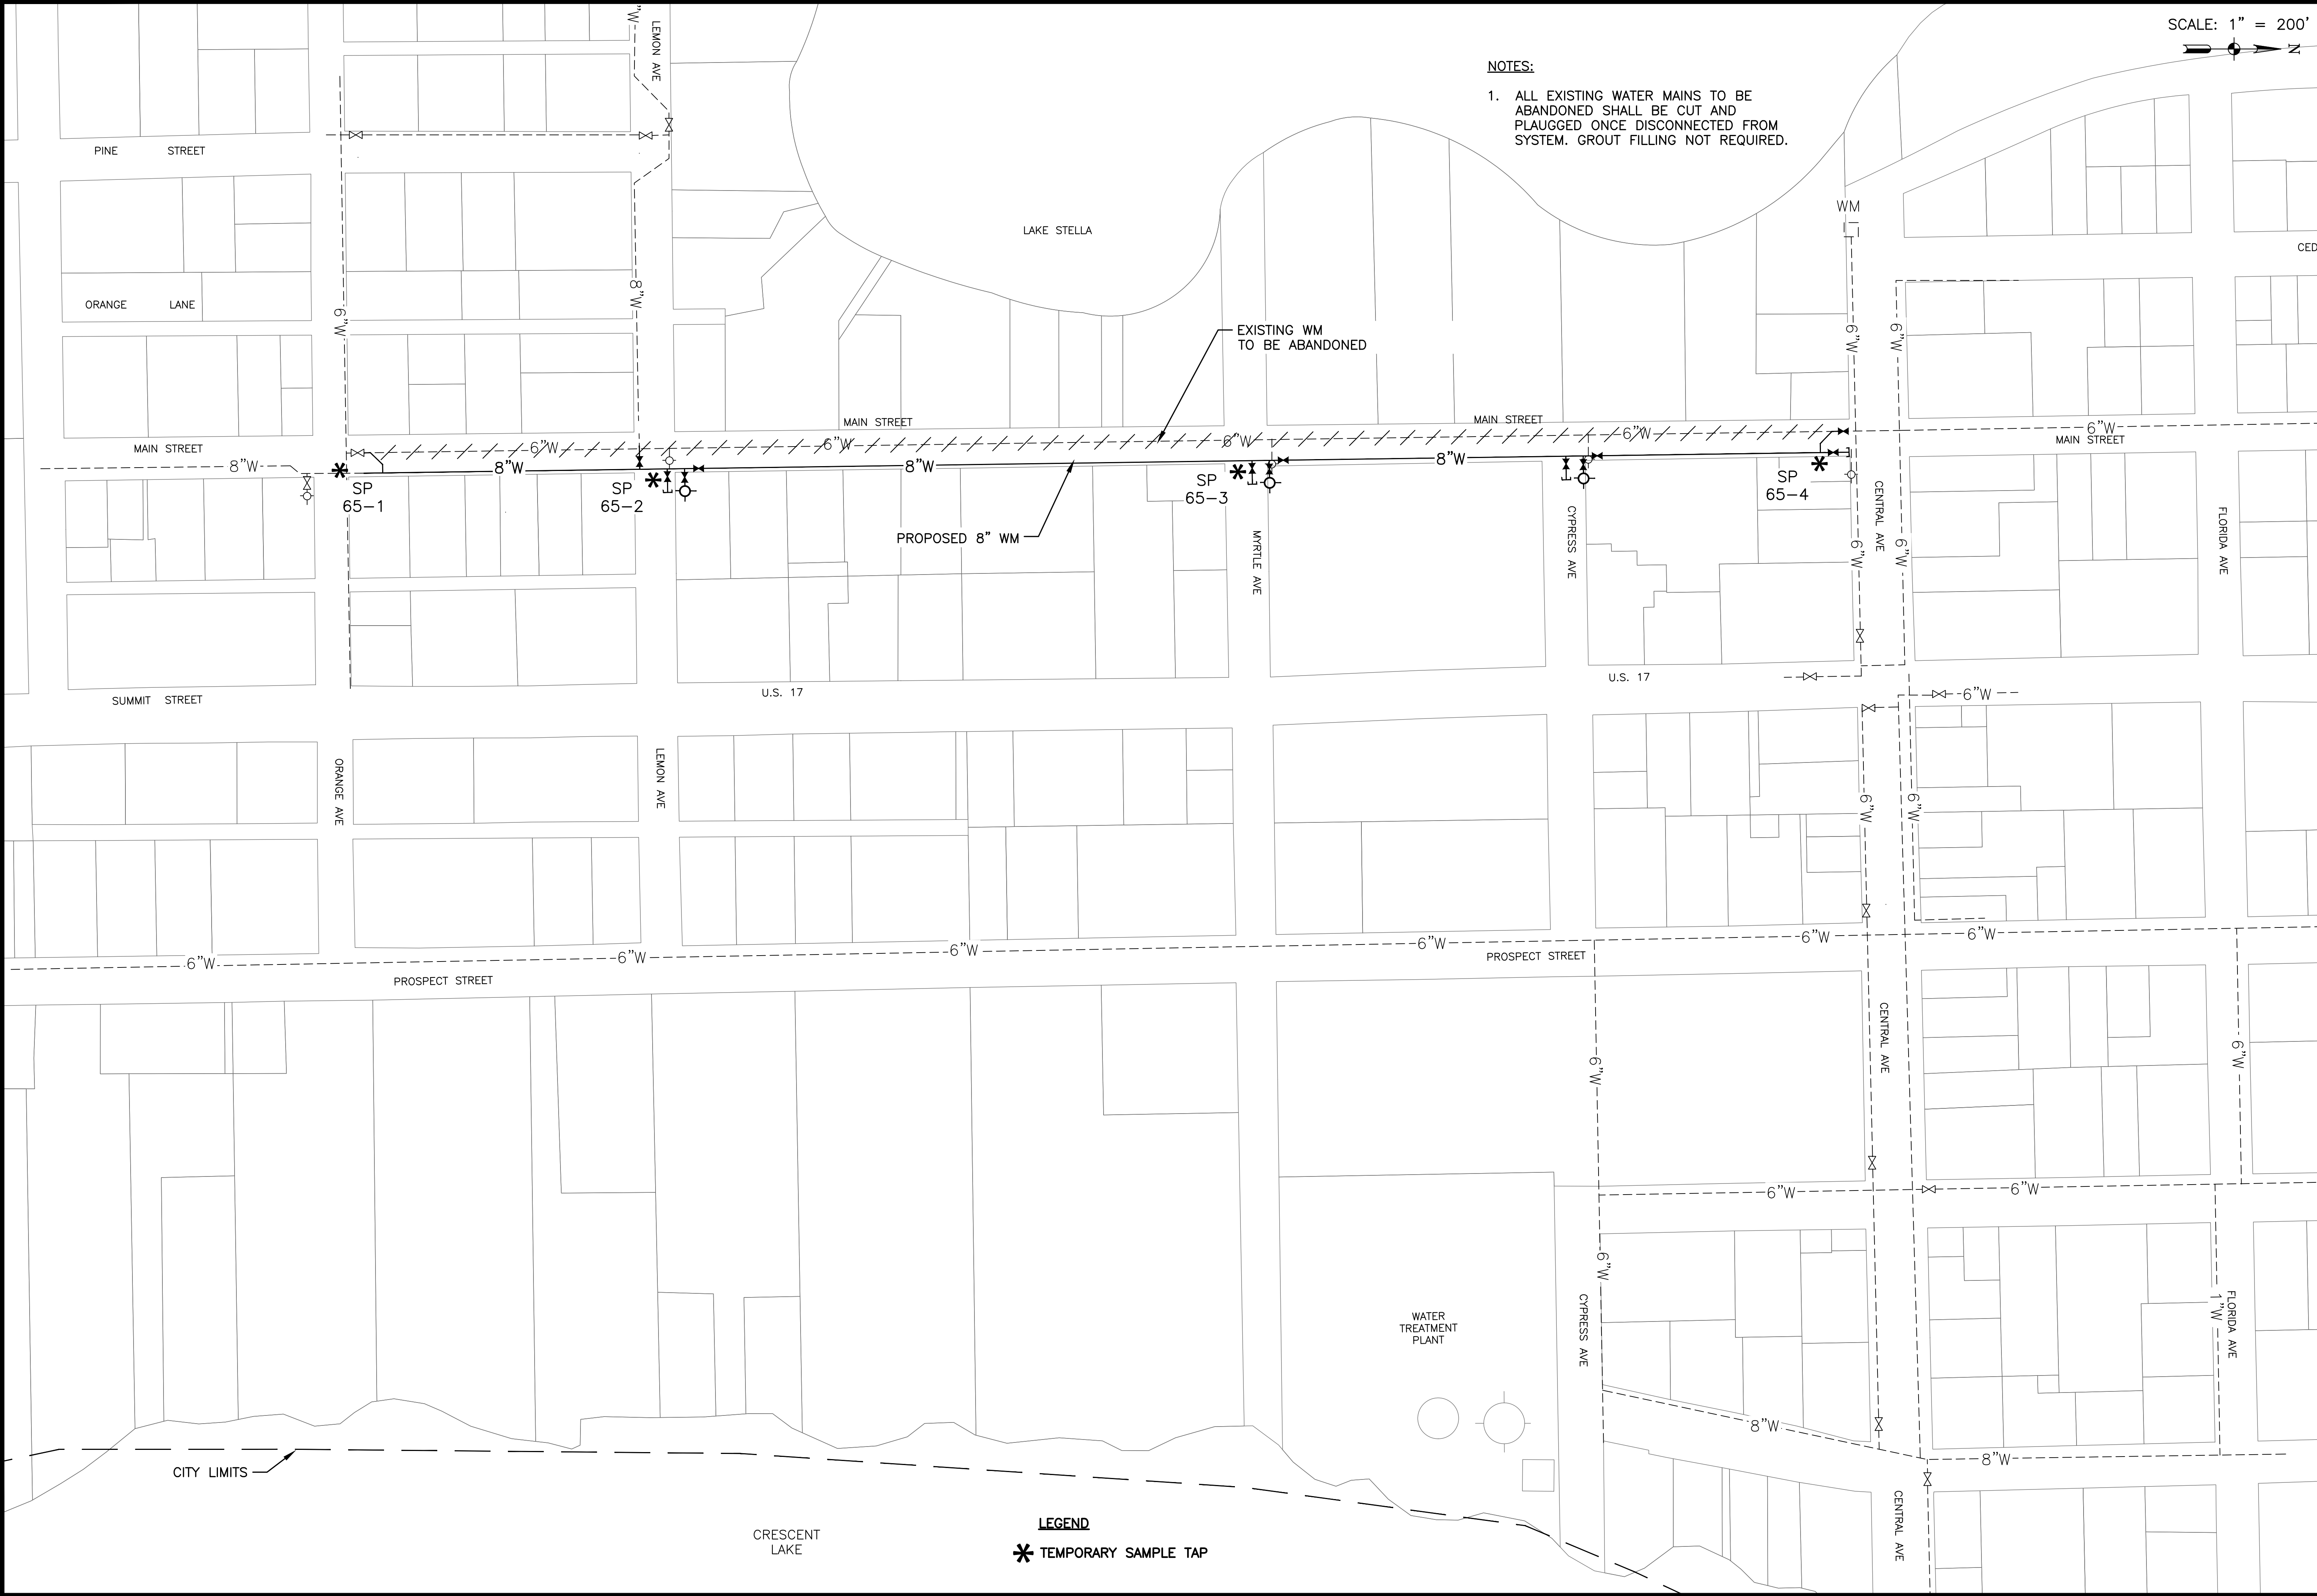 SCALE: 1" = 200'
N
NOTES:
1. ALL EXISTING WATER MAINS TO BE
ABANDONED SHALL BE CUT AND
PLAUGGED ONCE DISCONNECTED FROM
SYSTEM. GROUT FILLING NOT REQUIRED.
"W
LEMON AVE
PINE STREET
WM
LAKE STELLA
CED
ORANGE LANE
6"W
8"W
6"W
6"W
EXISTING WM
TO BE ABANDONED
MAIN STREET
MAIN STREET
MAIN STREET
MAIN STREET
6"W
6"W
6"W
6"W
6"W
8"W
8"W
8"W
8"W
SP
65-1
SP
65-2
SP
65-3
SP
65-4
PROPOSED 8" WM
MYRTLE AVE
CYPRESS AVE
CENTRAL AVE
6"W
6"W
FLORIDA AVE
SUMMIT STREET
U.S. 17
U.S. 17
6"W
ORANGE AVE
LEMON AVE
6"W
6"W
6"W
6"W
6"W
6"W
6"W
6"W
PROSPECT STREET
PROSPECT STREET
6"W
CENTRAL AVE
6"W
6"W
6"W
6"W
WATER
TREATMENT
PLANT
CYPRESS AVE
1"W
FLORIDA AVE
8"W
8"W
CITY LIMITS
CRESCENT
LAKE
CENTRAL AVE
LEGEND
TEMPORARY SAMPLE TAP